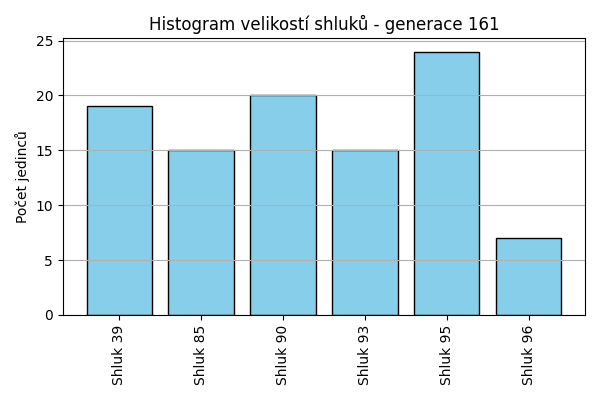 Histogram velikostí shluků - generace 161
Počet jedinců
25
20
15
10
5
0
Shluk 39
Shluk 85
Shluk 90
Shluk 93
Shluk 95
Shluk 96